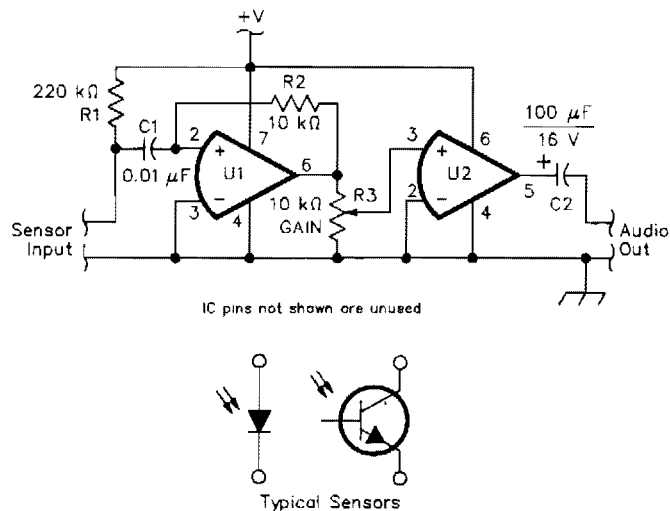 +V
220 kΩ
R1
C1
0.01 µF
R2
10 kΩ
2
+
7
U1
6
−
3
4
10 kΩ
GAIN
R3
3
+
6
U2
5
2
−
4
100 µF
16 V
+
C2
Sensor
Input
Audio
Out
IC pins not shown are unused
Typical Sensors